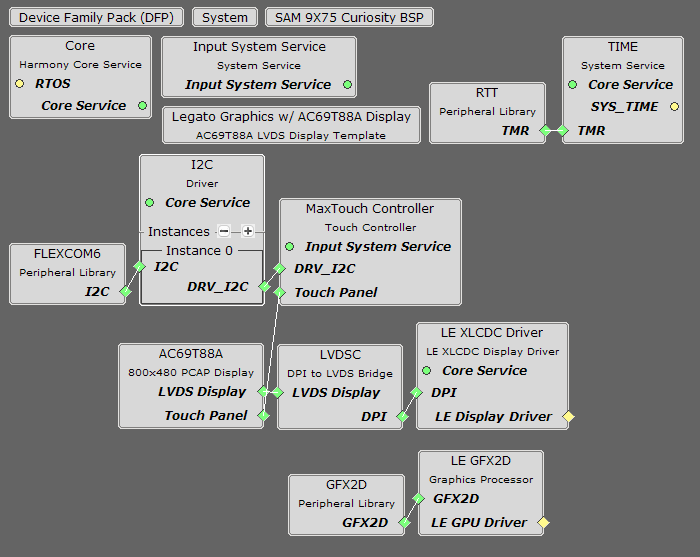 Device Family Pack (DFP)
System
SAM 9X75 Curiosity BSP
Core
Harmony Core Service
RTOS
Core Service
Input System Service
System Service
Input System Service
Legato Graphics w/ AC69T88A Display
AC69T88A LVDS Display Template
RTT
Peripheral Library
TMR
TIME
System Service
Core Service
SYS_TIME
TMR
I2C
Driver
Core Service
Instances
Instance 0
I2C
DRV_I2C
FLEXCOM6
Peripheral Library
I2C
MaxTouch Controller
Touch Controller
Input System Service
DRV_I2C
Touch Panel
AC69T88A
800x480 PCAP Display
LVDS Display
Touch Panel
LVDSC
DPI to LVDS Bridge
LVDS Display
DPI
LE XLCDC Driver
LE XLCDC Display Driver
Core Service
DPI
LE Display Driver
GFX2D
Peripheral Library
GFX2D
LE GFX2D
Graphics Processor
GFX2D
LE GPU Driver